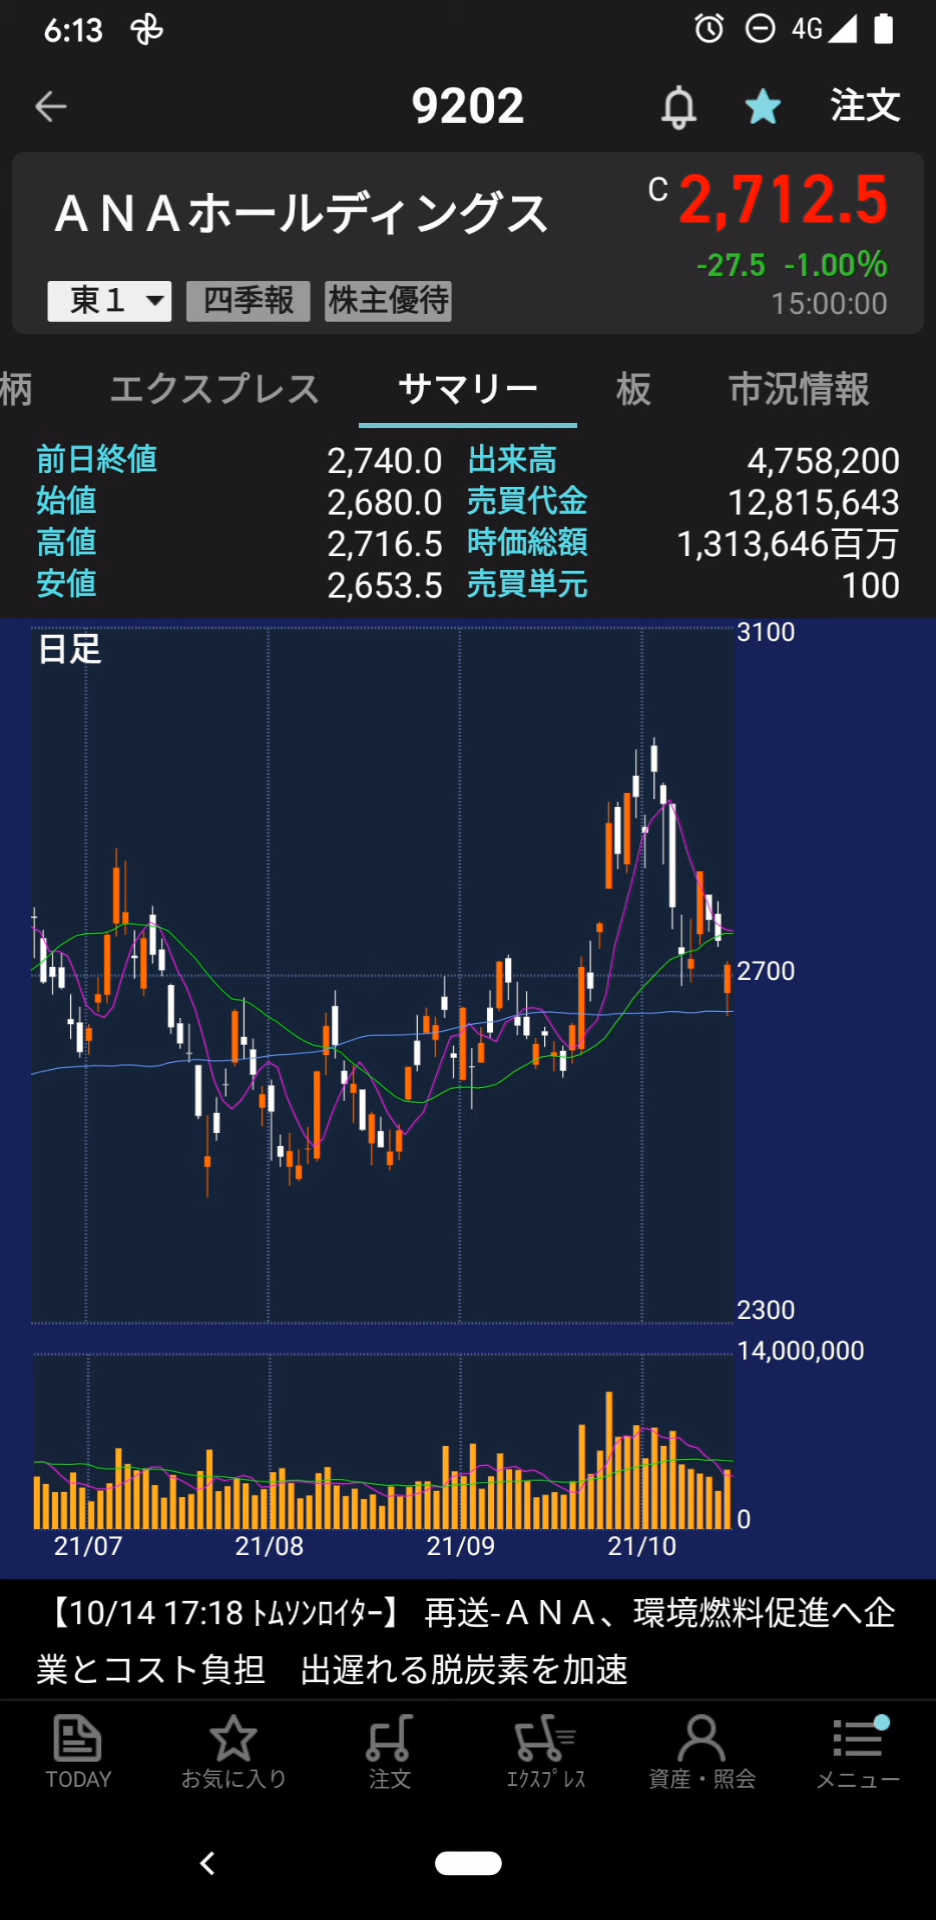 6:13
4G
9202
注文
ＡＮＡホールディングス
C 2,712.5
-27.5 -1.00%
東１ 四季報 株主優待
15:00:00
柄 エクスプレス サマリー 板 市況情報
前日終値 2,740.0 出来高 4,758,200
始値 2,680.0 売買代金 12,815,643
高値 2,716.5 時価総額 1,313,646百万
安値 2,653.5 売買単元 100
日足
3100
2700
2300
14,000,000
0
21/07 21/08 21/09 21/10
【10/14 17:18 ﾄﾑｿﾝﾛｲﾀｰ】 再送-ＡＮＡ、環境燃料促進へ企
業とコスト負担　出遅れる脱炭素を加速
TODAY お気に入り 注文 ｴｸｽﾌﾟﾚｽ 資産・照会 メニュー